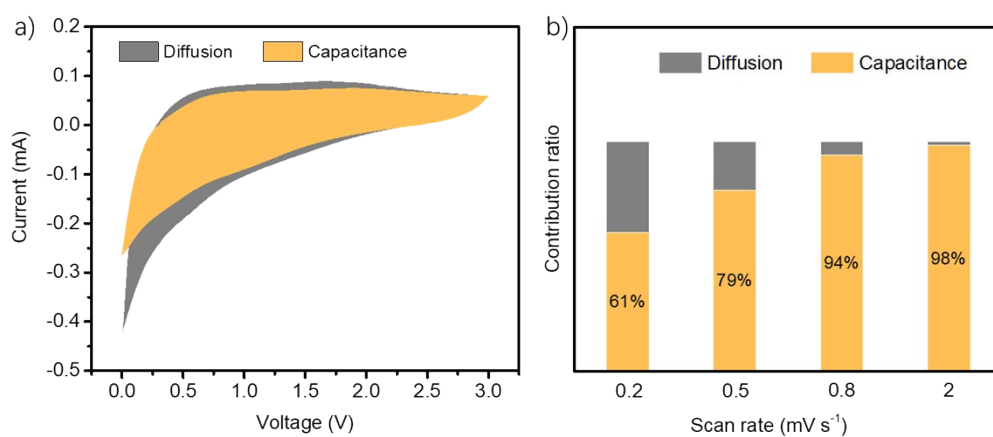 a)
Diffusion
Capacitance
0.2
0.1
0.0
-0.1
-0.2
-0.3
-0.4
-0.5
Current (mA)
0.0 0.5 1.0 1.5 2.0 2.5 3.0
Voltage (V)
b)
Diffusion
Capacitance
Contribution ratio
61% 79% 94% 98%
0.2 0.5 0.8 2
Scan rate (mV s⁻¹)